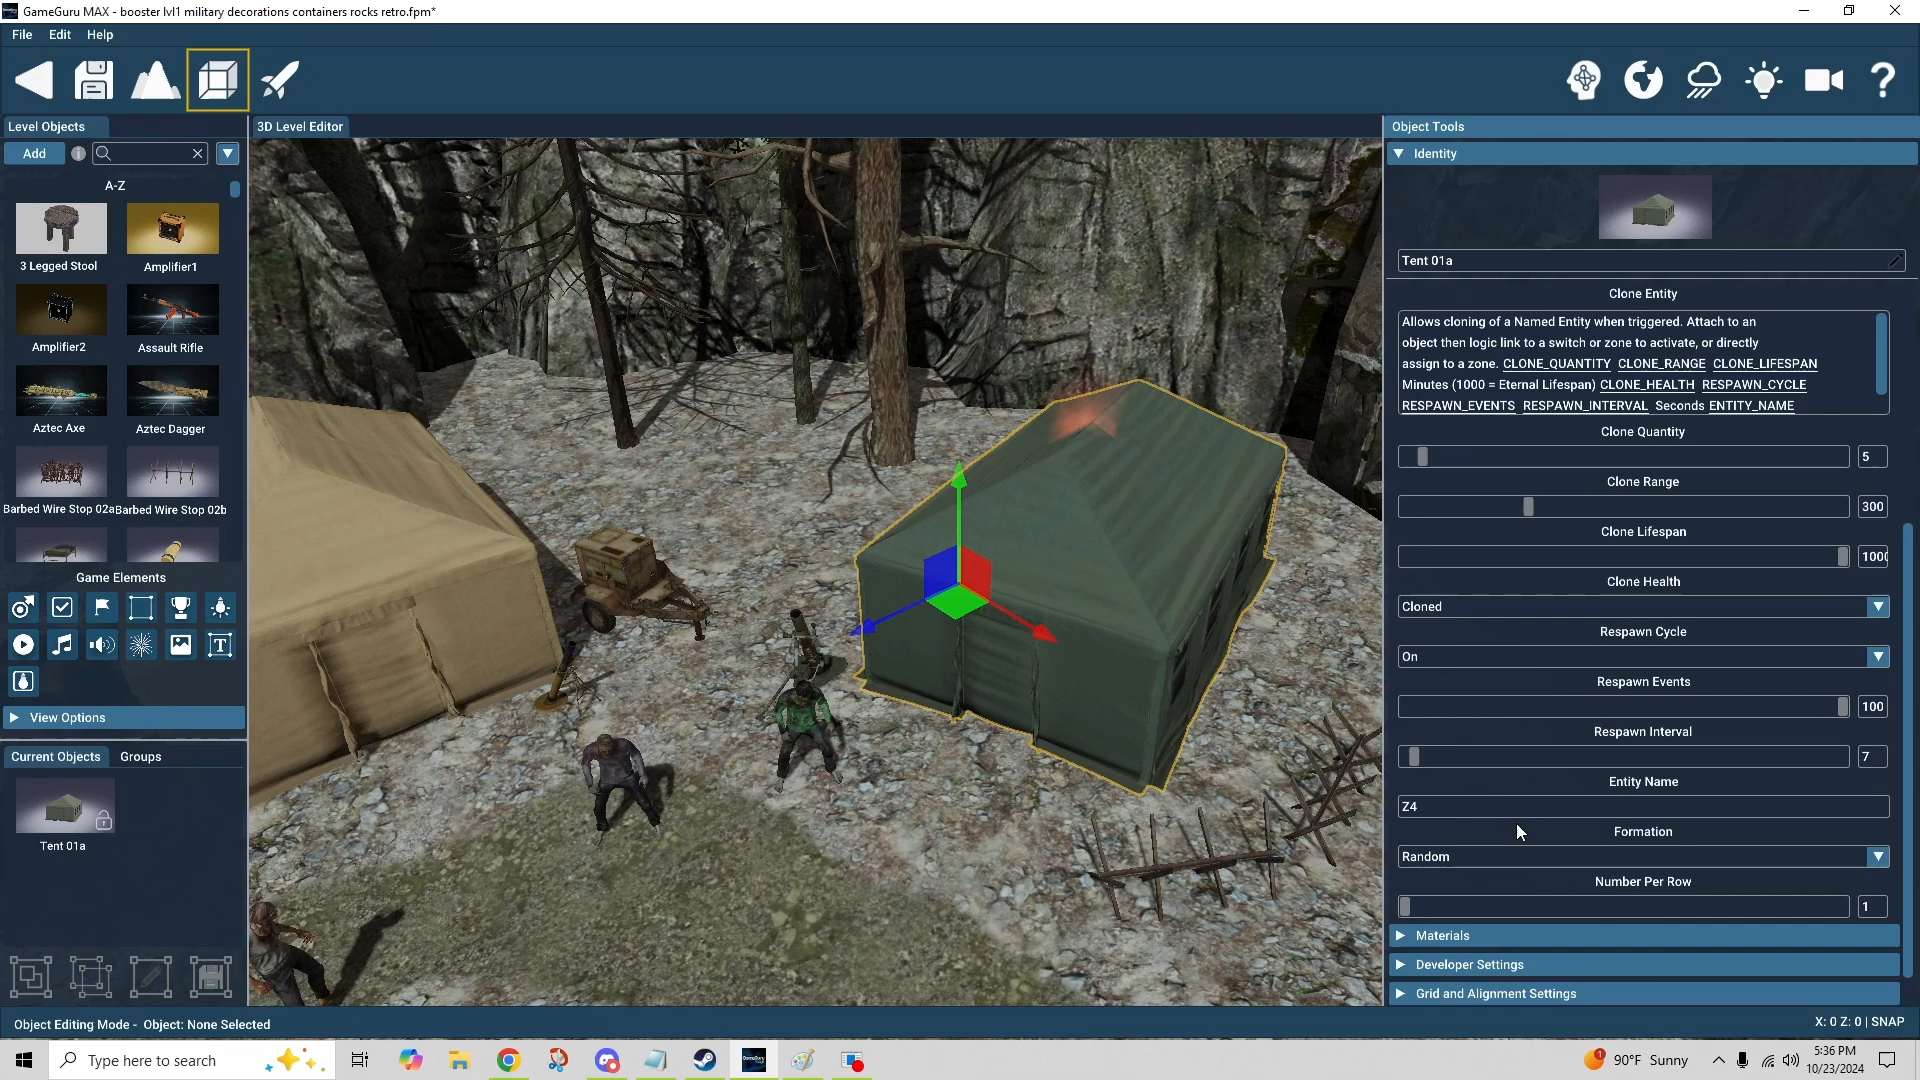 GameGuru MAX - booster lvl1 military decorations containers rocks retro.fpm*
File Edit Help
Level Objects
Add
A-Z
3 Legged Stool Amplifier1
Amplifier2 Assault Rifle
Aztec Axe Aztec Dagger
Barbed Wire Stop 02a Barbed Wire Stop 02b
Game Elements
View Options
Current Objects Groups
Tent 01a
3D Level Editor
Object Tools
Identity
Tent 01a
Clone Entity
Allows cloning of a Named Entity when triggered. Attach to an
object then logic link to a switch or zone to activate, or directly
assign to a zone. CLONE_QUANTITY CLONE_RANGE CLONE_LIFESPAN
Minutes (1000 = Eternal Lifespan) CLONE_HEALTH RESPAWN_CYCLE
RESPAWN_EVENTS RESPAWN_INTERVAL Seconds ENTITY_NAME
Clone Quantity
5
Clone Range
300
Clone Lifespan
1000
Clone Health
Cloned
Respawn Cycle
On
Respawn Events
100
Respawn Interval
7
Entity Name
Z4
Formation
Random
Number Per Row
1
Materials
Developer Settings
Grid and Alignment Settings
Object Editing Mode - Object: None Selected
X: 0 Z: 0 | SNAP
Type here to search
1
90°F Sunny
5:36 PM
10/23/2024